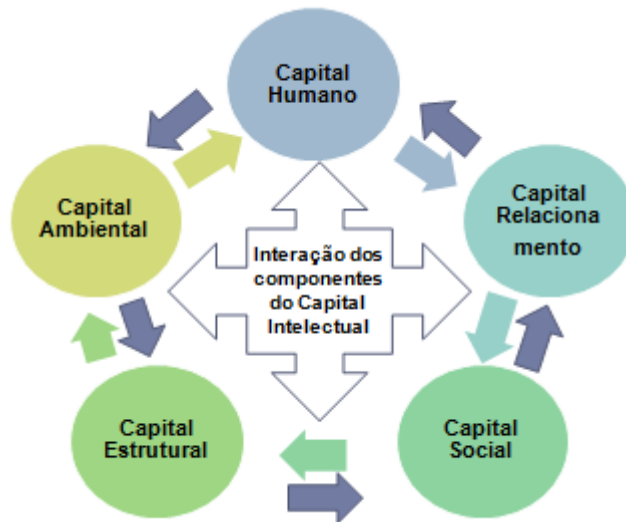 Capital
Humano
Capital
Ambiental
Capital
Relaciona
mento
Interação dos
componentes
do Capital
Intelectual
Capital
Estrutural
Capital
Social